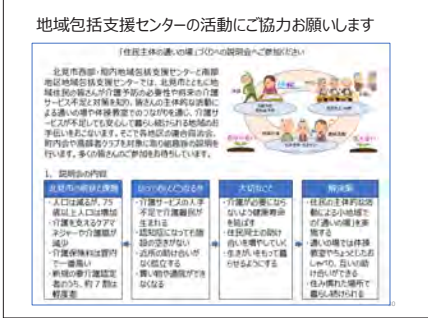 地域包括支援センターの活動にご協力お願いします
「住民主体の通いの場」づくりへの説明会へご参加ください
北見市西部・相内地域包括支援センターと南部
地区地域包括支援センターでは、北見市とともに地
域住民の皆さんが介護予防の必要性や将来の介護
サービス不足と対策を知り、皆さんの主体的な活動に
よる通いの場や体操教室でのつながりを通じ、介護サ
ービスが不足しても安心して暮らし続けられる地域のお
手伝いをおこないます。そこで各地区の連合自治会、
町内会や高齢者クラブを対象に取り組趣旨の説明を
行います。多くの皆さんのご参加をお待ちしています。
1. 説明会の内容
北見市の現状と課題
・人口は減るが、75
歳以上人口は増加
・介護を支えるケアマ
ネジャーや介護職が
減少
・介護保険料は管内
で一番高い
・新規の要介護認定
者のうち、約7割は
軽度者
・介護サービスの人手
不足で介護難民が
生まれる
・認知症になっても施
設の空きがない
・近所の助け合いが
なく孤立する
・買い物や通院ができ
なくなる
大切なこと
・介護が必要になら
ないよう健康寿命
を延ばす
・住民同士の助け
合いを増やしていく
・生きがいをもって暮
らせるようにする
解決策
・住民の主体的な活
動による小地域で
の「通いの場」を実
施する
・通いの場では体操
教室やちょっとしたお
しゃべり、互いの助
け合いができる
・住み慣れた場所で
暮らし続けられる